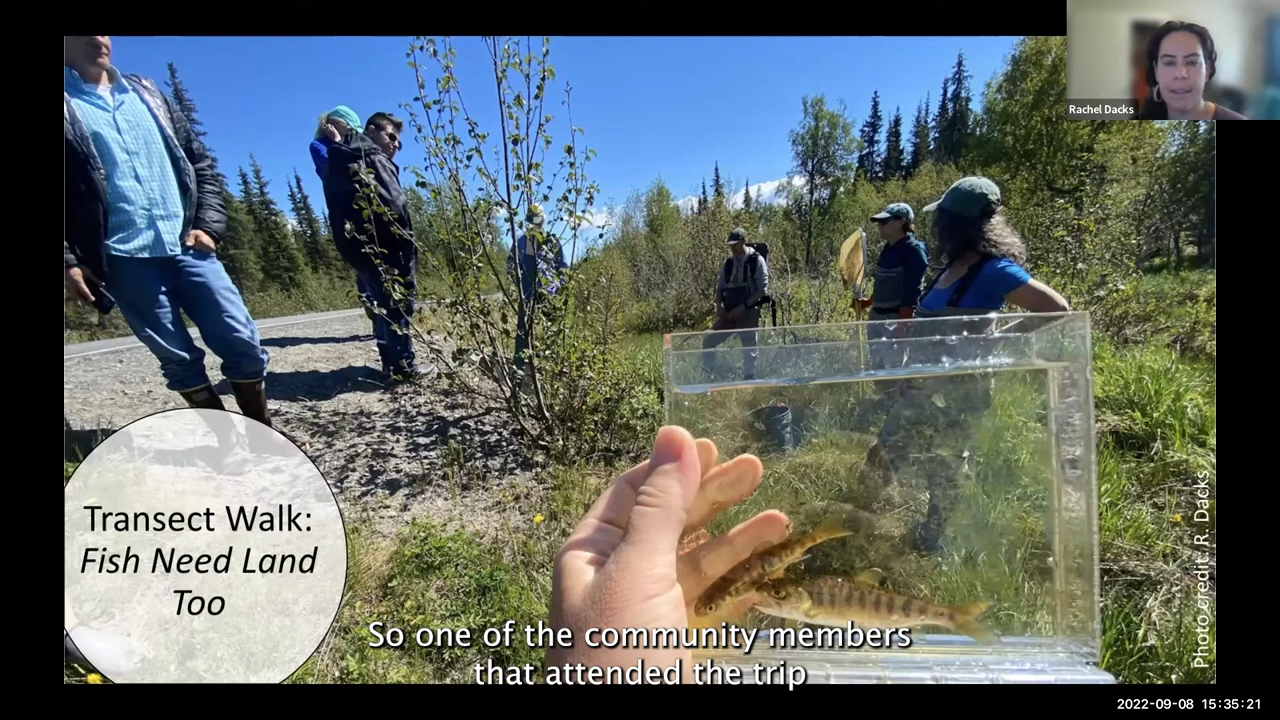 Rachel Dacks
Transect Walk:
Fish Need Land
Too
Photo credit: R. Dacks
So one of the community members
that attended the trip
2022-09-08 15:35:21